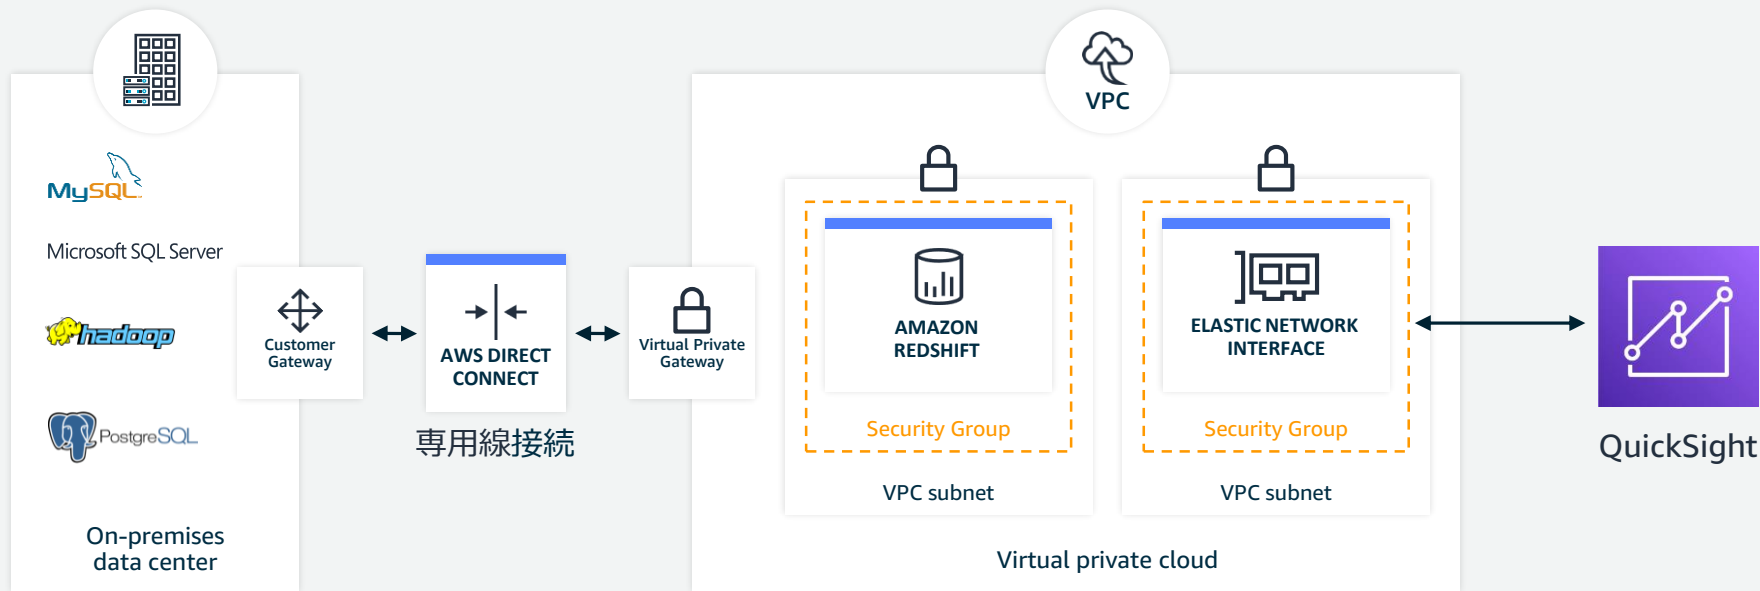 MySQL
Microsoft SQL Server
hadoop
PostgreSQL
On-premises
data center
Customer
Gateway
AWS DIRECT
CONNECT
専用線接続
Virtual Private
Gateway
VPC
AMAZON
REDSHIFT
Security Group
VPC subnet
ELASTIC NETWORK
INTERFACE
Security Group
VPC subnet
Virtual private cloud
QuickSight